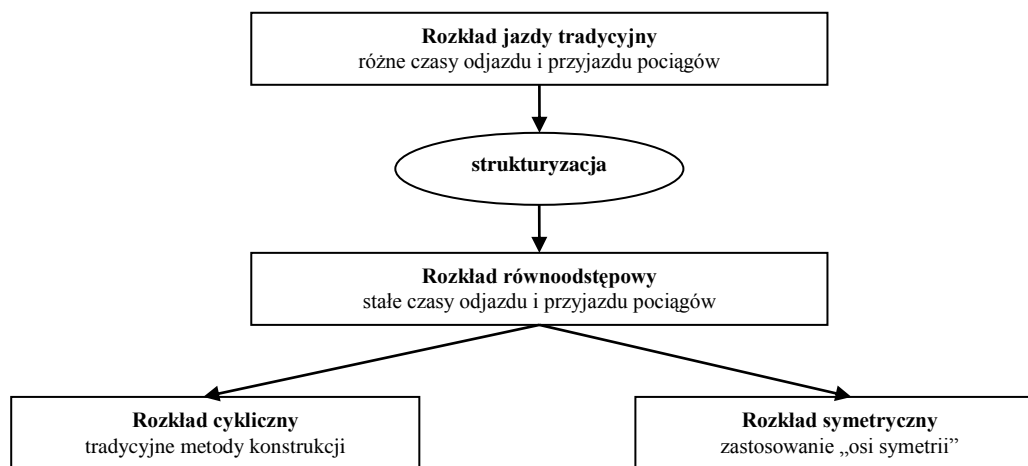 Rozkład jazdy tradycyjny
różne czasy odjazdu i przyjazdu pociągów
strukturyzacja
Rozkład równoodstępowy
stałe czasy odjazdu i przyjazdu pociągów
Rozkład cykliczny
tradycyjne metody konstrukcji
Rozkład symetryczny
zastosowanie „osi symetrii”